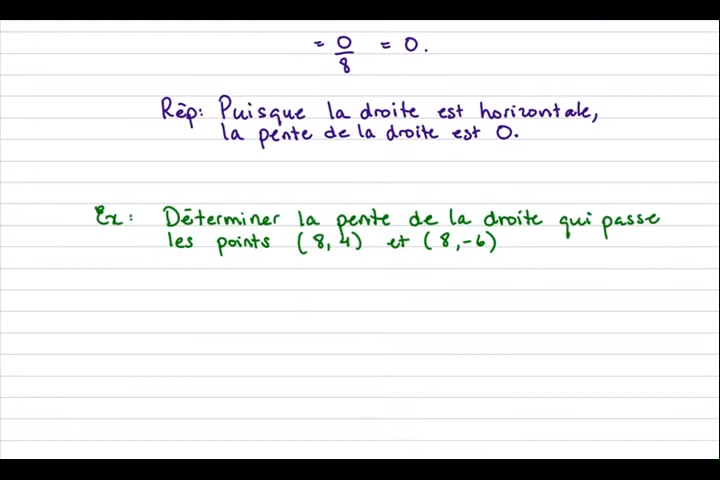 = 0/8 = 0.
Rép: Puisque la droite est horizontale,
la pente de la droite est 0.
Ex: Déterminer la pente de la droite qui passe
les points (8,4) et (8,-6)